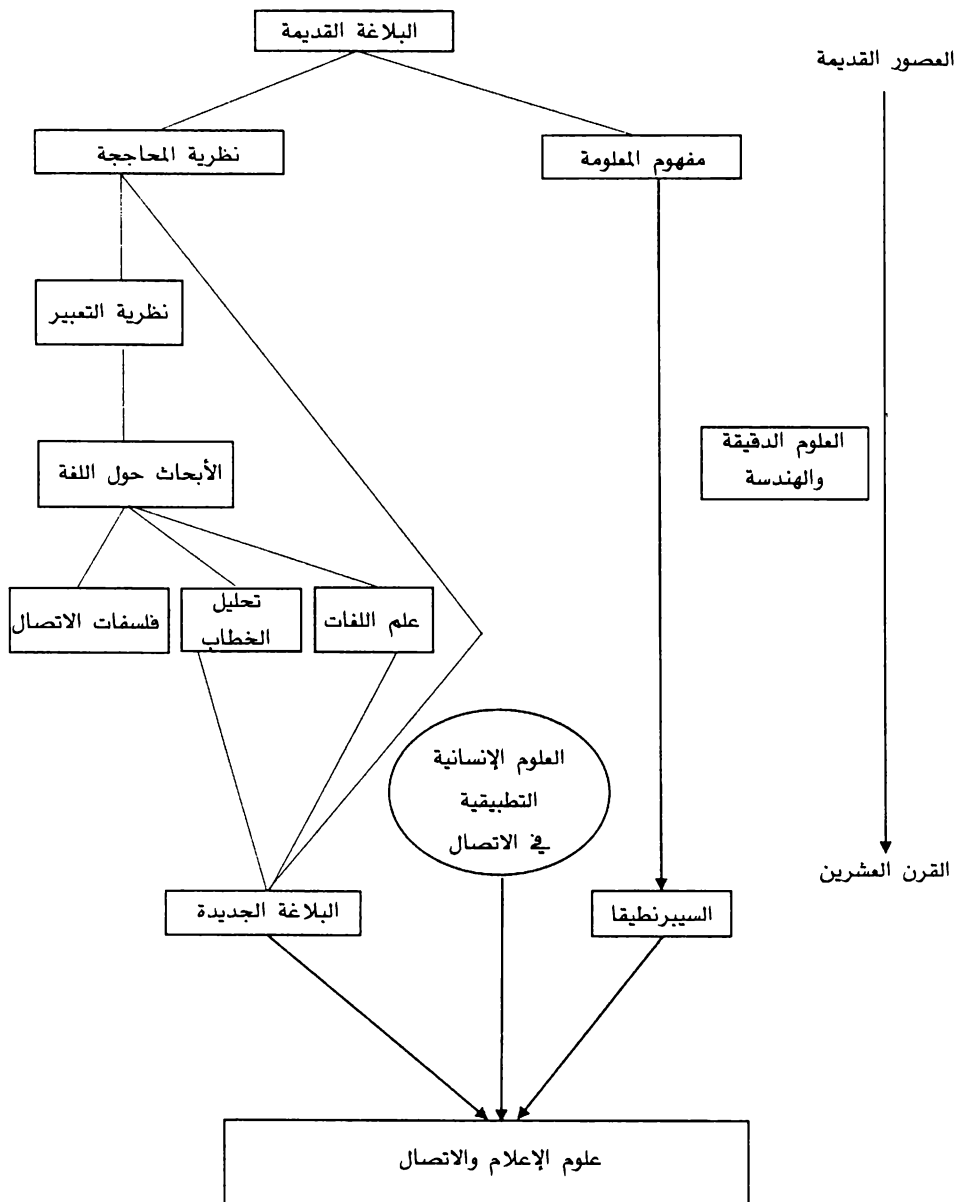 البلاغة القديمة
العصور القديمة
نظرية المحاججة
مفهوم المعلومة
نظرية التعبير
العلوم الدقيقة
والهندسة
الأبحاث حول اللغة
فلسفات الاتصال
تحليل
الخطاب
علم اللغات
العلوم الإنسانية
التطبيقية
في الاتصال
القرن العشرين
البلاغة الجديدة
السيبرنطيقا
علوم الإعلام والاتصال